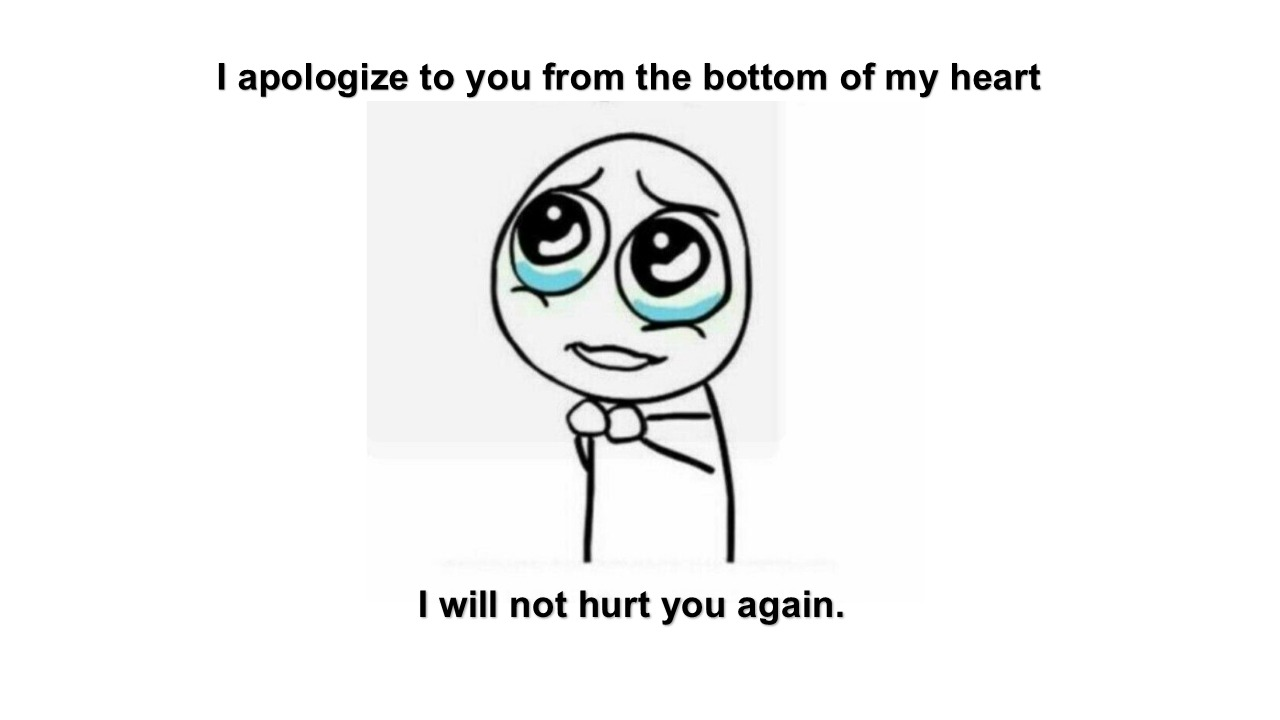 I apologize to you from the bottom of my heart
I will not hurt you again.